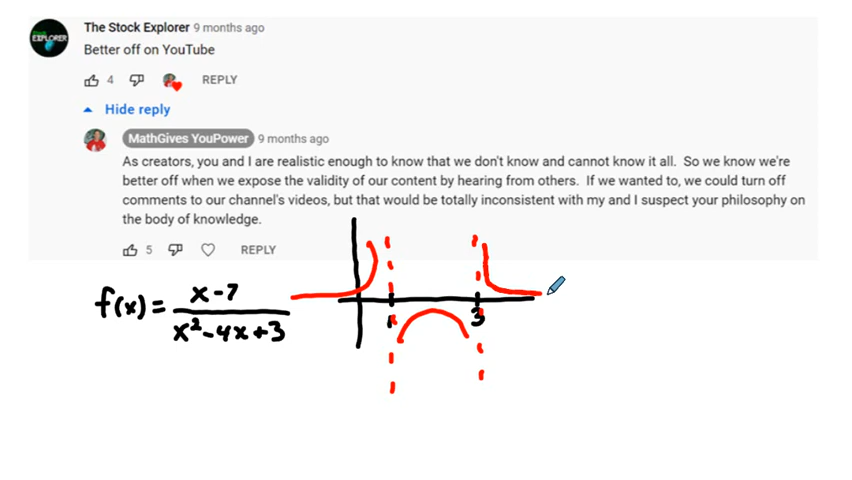 The Stock Explorer 9 months ago
Better off on YouTube
4 REPLY
Hide reply
MathGives YouPower 9 months ago
As creators, you and I are realistic enough to know that we don't know and cannot know it all. So we know we're
better off when we expose the validity of our content by hearing from others. If we wanted to, we could turn off
comments to our channel's videos, but that would be totally inconsistent with my and I suspect your philosophy on
the body of knowledge.
5 REPLY
f(x) = x-7
x²-4x+3
1 3